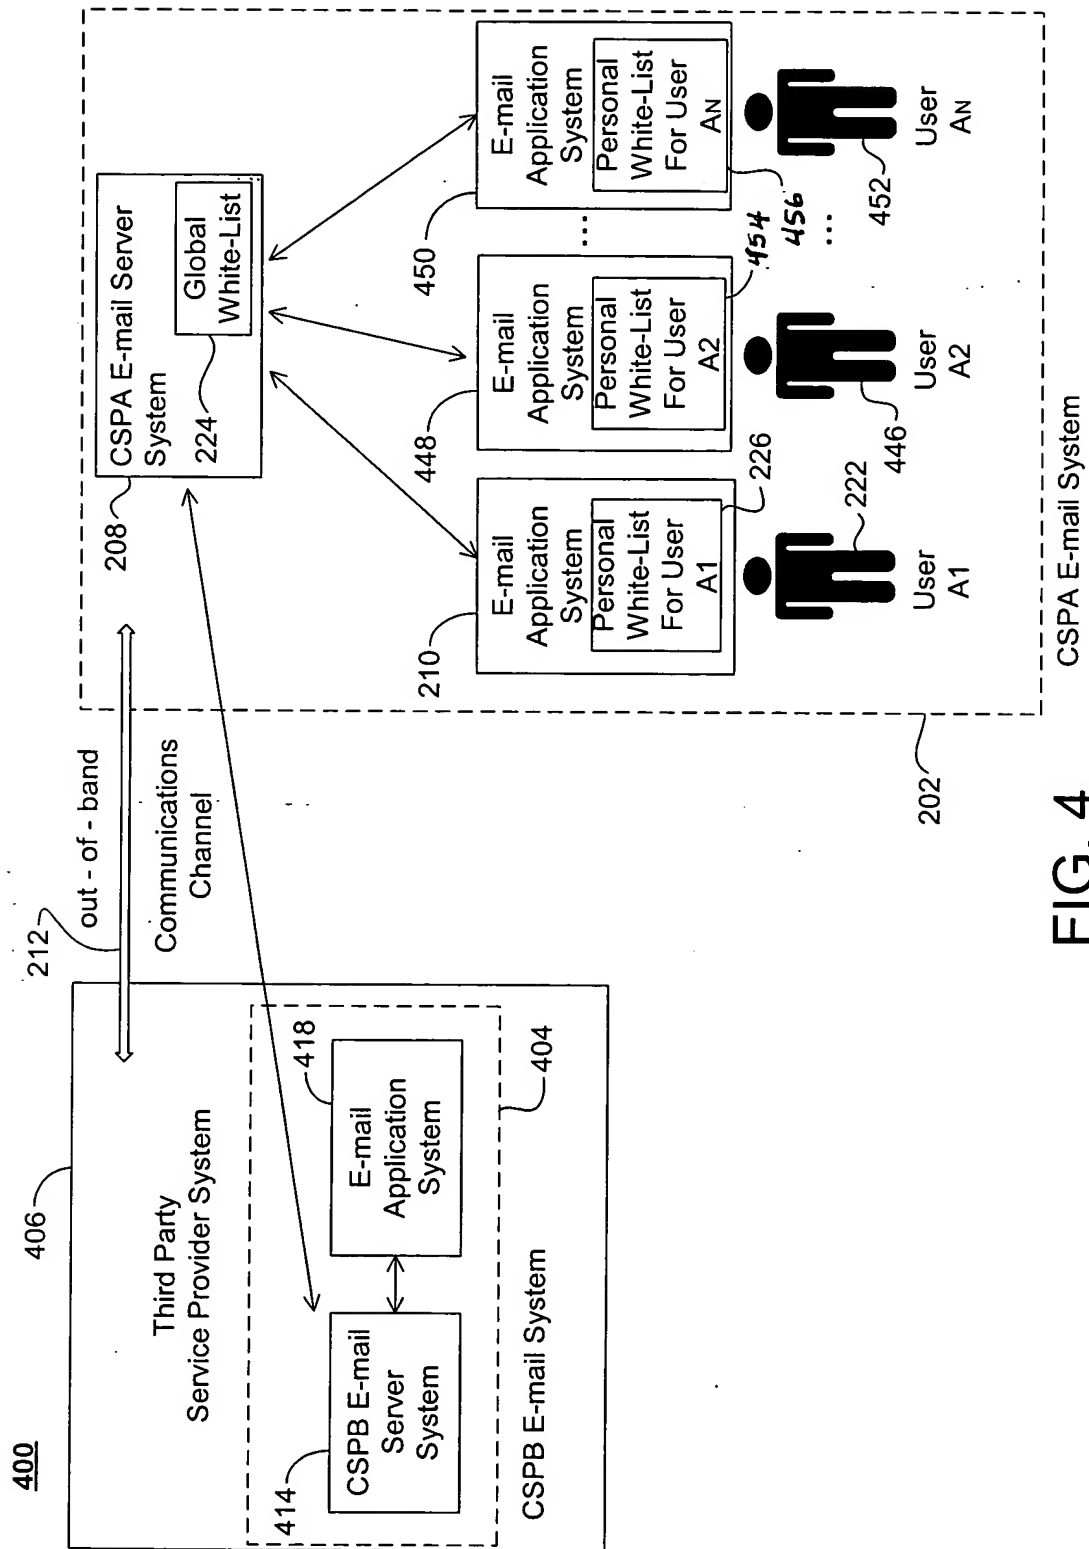 400
406
Third Party
Service Provider System
414
CSPB E-mail
Server
System
418
E-mail
Application
System
404
CSPB E-mail System
212
out - of - band
Communications
Channel
208
CSPA E-mail Server
System
224
Global
White-List
210
E-mail
Application
System
Personal
White-List
For User
A1
226
222
User
A1
448
E-mail
Application
System
Personal
White-List
For User
A2
454
446
User
A2
...
450
E-mail
Application
System
Personal
White-List
For User
AN
456
...
452
User
AN
202
CSPA E-mail System
FIG. 4